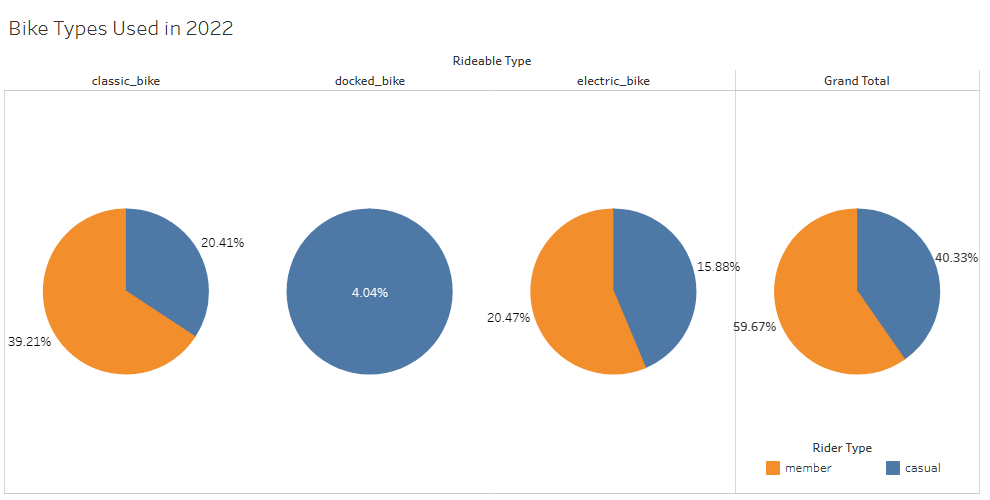 Bike Types Used in 2022
Rideable Type
classic_bike docked_bike electric_bike Grand Total
20.41%
39.21%
4.04%
15.88%
20.47%
40.33%
59.67%
Rider Type
member casual